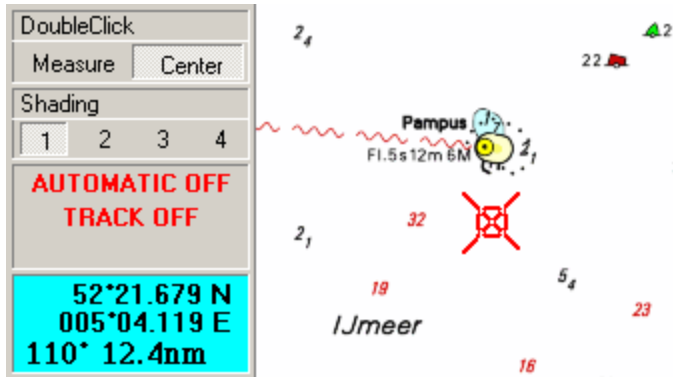 DoubleClick
Measure Center
Shading
1 2 3 4
AUTOMATIC OFF
TRACK OFF
52°21.679 N
005°04.119 E
110° 12.4nm
2₄
2
22
Pampus
Fl.5s12m 6M
2₁
32
2₁
5₄
19
23
IJmeer
16